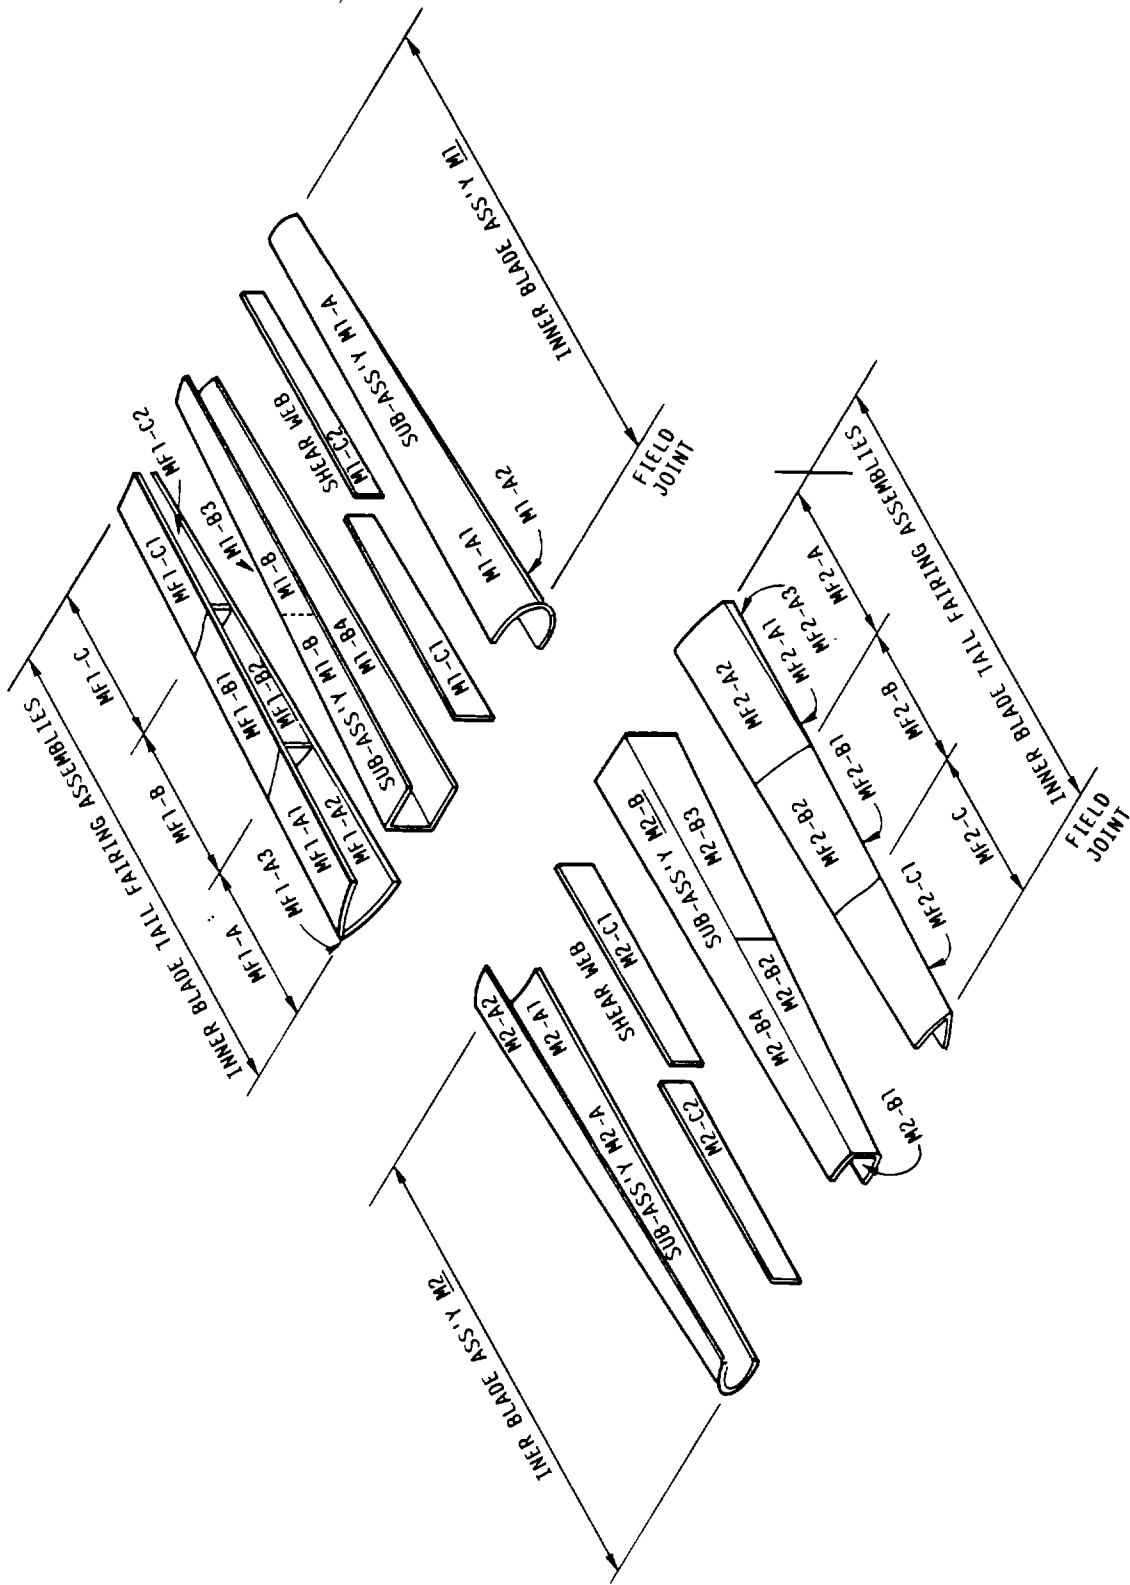 INNER BLADE TAIL FAIRING ASSEMBLIES
MF1-A
MF1-B
MF1-C
MF1-A3
MF1-A1
MF1-A2
MF1-B1
MF1-B2
MF1-C1
MF1-C2
M1-B3
M1-B
SUB-ASS'Y M1-B
M1-B4
SHEAR WEB
M1-C2
M1-C1
SUB-ASS'Y M1-A
M1-A1
M1-A2
INNER BLADE ASS'Y M1
FIELD
JOINT
INER BLADE ASS'Y M2
M2-A2
M2-A1
SUB-ASS'Y M2-A
SHEAR WEB
M2-C1
M2-C2
SUB-ASS'Y M2-B
M2-B3
M2-B2
M2-B4
M2-B1
MF2-A2
MF2-B2
MF2-A1
MF2-A3
MF2-B1
MF2-C1
MF2-A
MF2-B
MF2-C
INNER BLADE TAIL FAIRING ASSEMBLIES
FIELD
JOINT